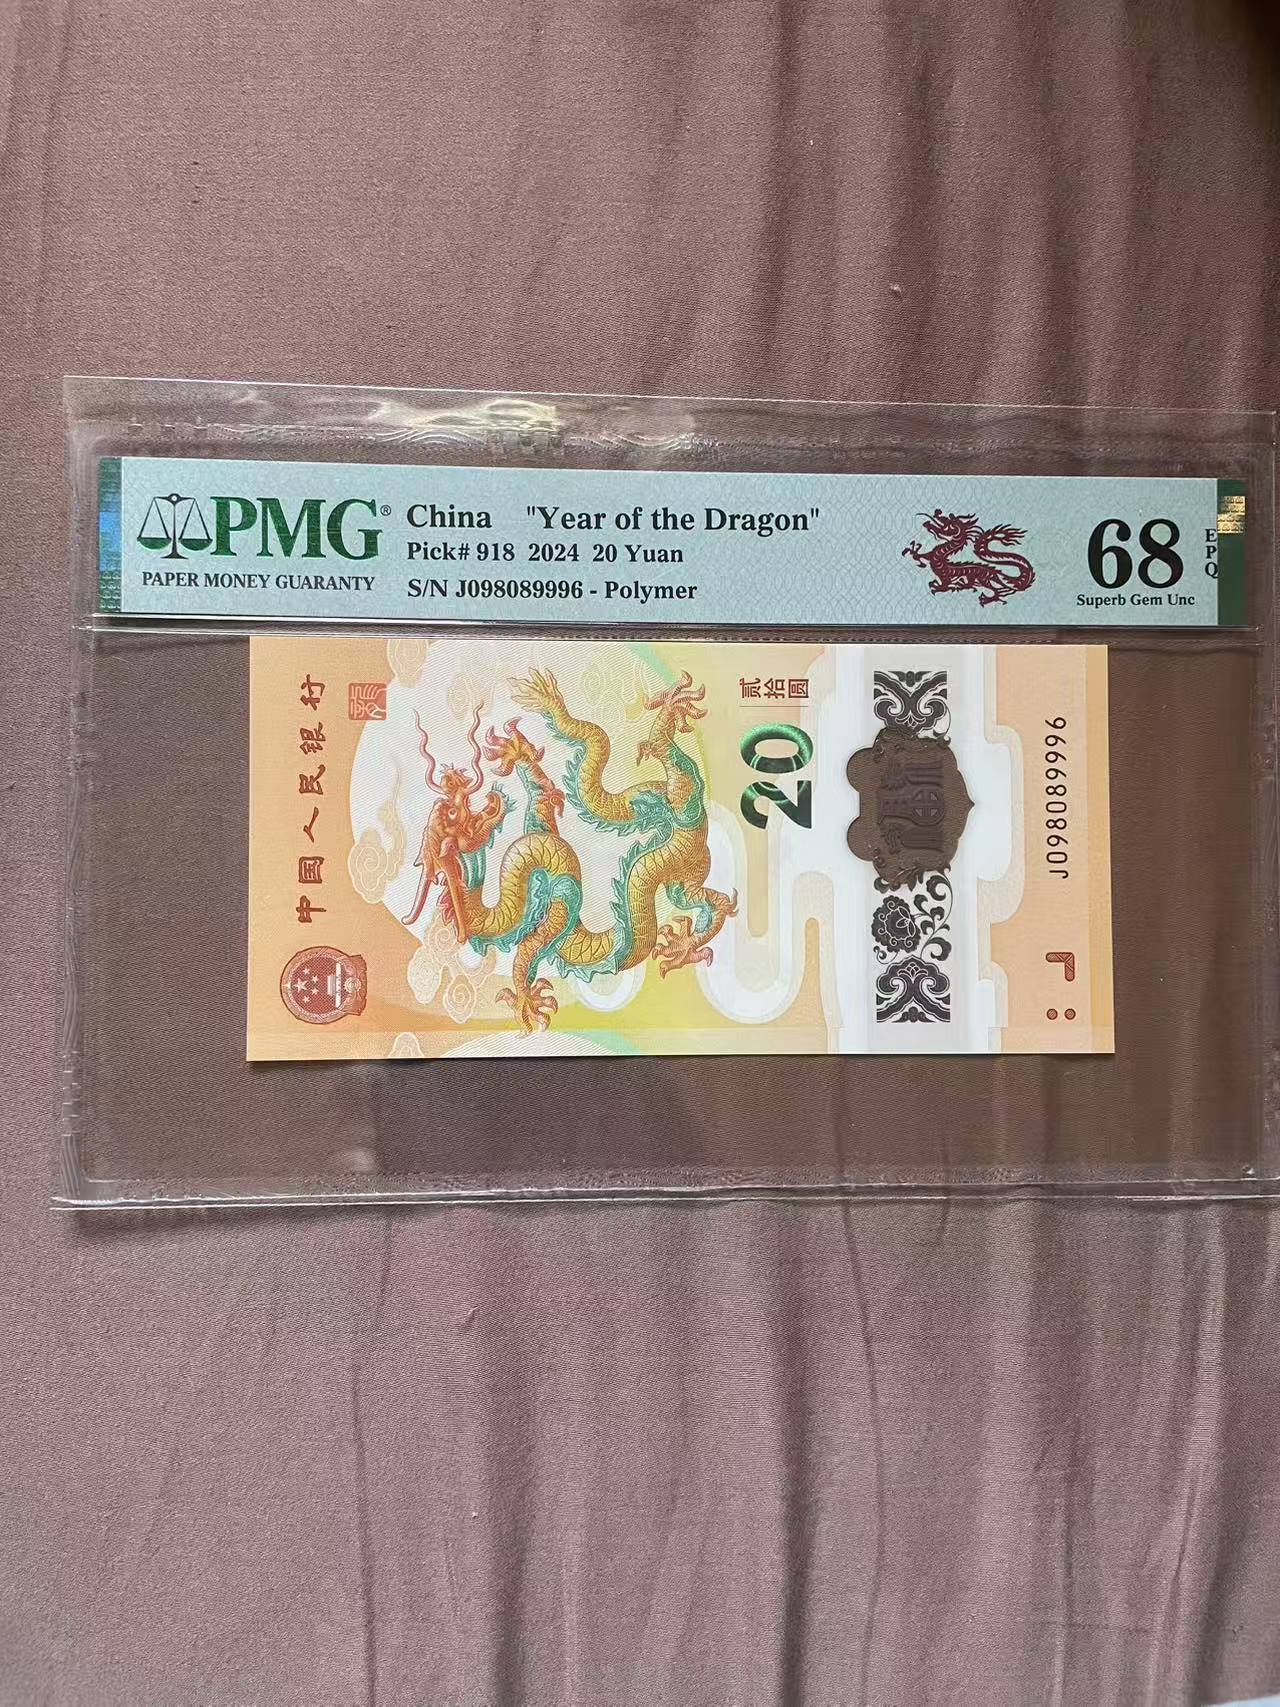 PMG®
PAPER MONEY GUARANTY
China "Year of the Dragon"
Pick# 918 2024 20 Yuan
S/N J098089996 - Polymer
68
EPQ
Superb Gem Unc
中国人民银行
贰拾圆
20
J098089996